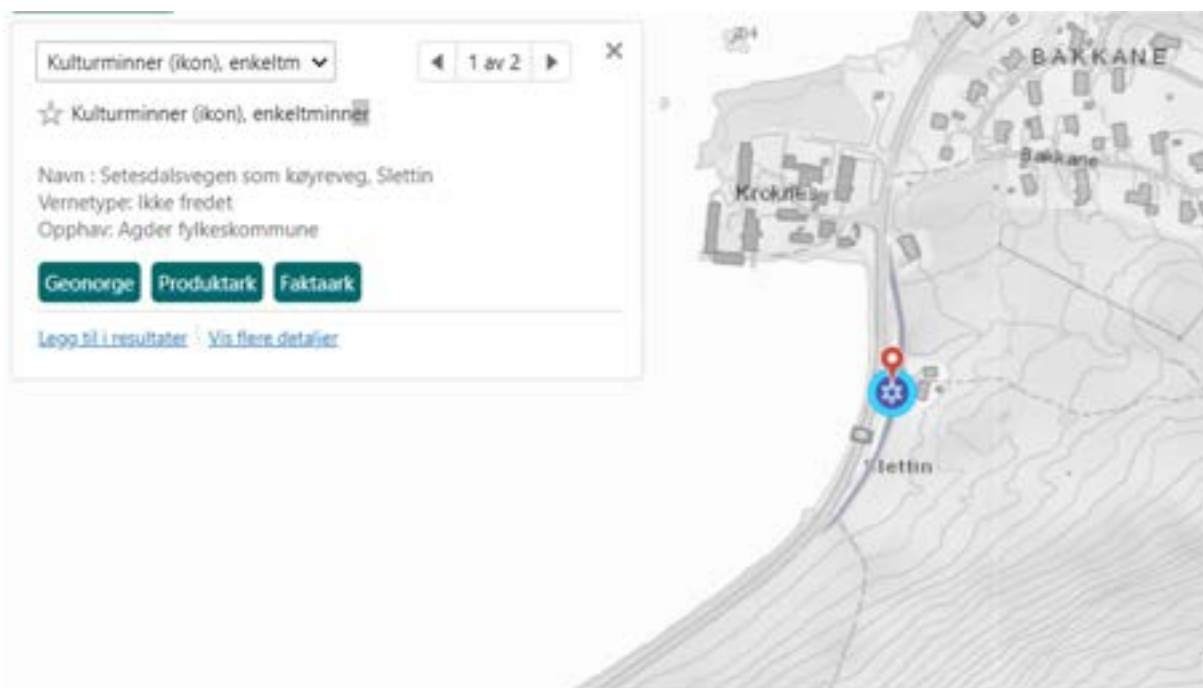 Kulturminner (ikon), enkeltm
1 av 2
Kulturminner (ikon), enkeltminner
Navn : Setesdalsvegen som køyreveg, Slettin
Vernetype: Ikke fredet
Opphav: Agder fylkeskommune
Geonorge Produktark Faktaark
Legg til i resultater Vis flere detaljer
BAKKANE
Bakkane
Kroknes
Slettin